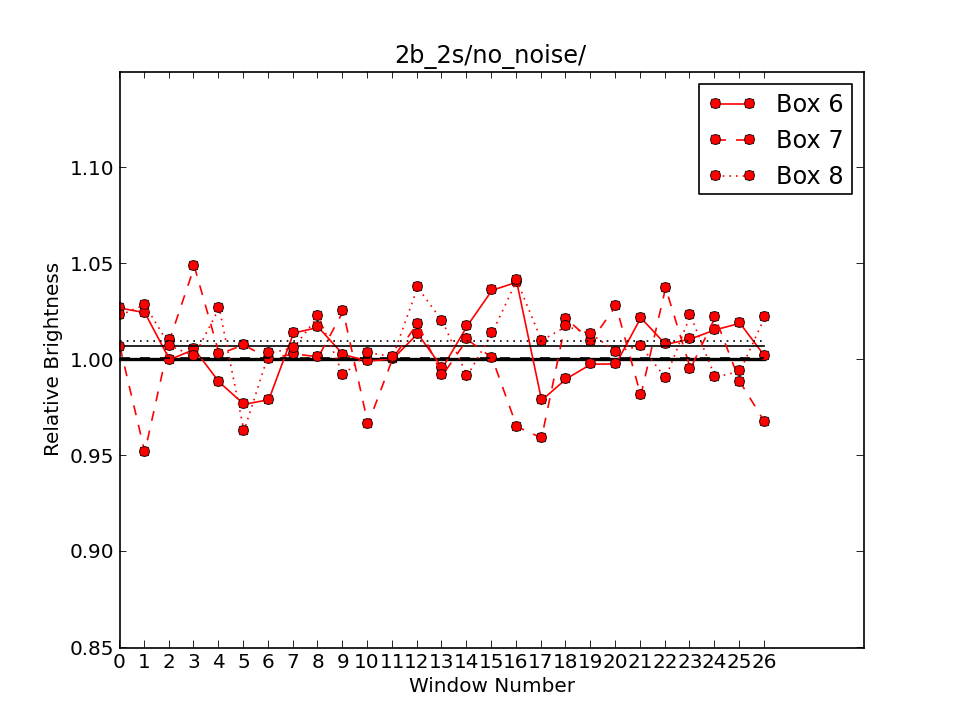 2b_2s/no_noise/
Box 6
Box 7
Box 8
1.10
1.05
1.00
0.95
0.90
0.85
Relative Brightness
0 1 2 3 4 5 6 7 8 9 10 11 12 13 14 15 16 17 18 19 20 21 22 23 24 25 26
Window Number